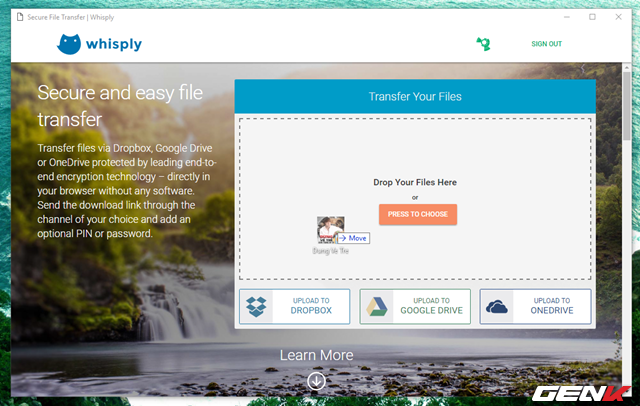 Secure File Transfer | Whisply
whisply
SIGN OUT
Secure and easy file
transfer
Transfer files via Dropbox, Google Drive
or OneDrive protected by leading end-to-
end encryption technology – directly in
your browser without any software.
Send the download link through the
channel of your choice and add an
optional PIN or password.
Transfer Your Files
Drop Your Files Here
or
PRESS TO CHOOSE
Move
UPLOAD TO
DROPBOX
UPLOAD TO
GOOGLE DRIVE
UPLOAD TO
ONEDRIVE
Learn More
GENK